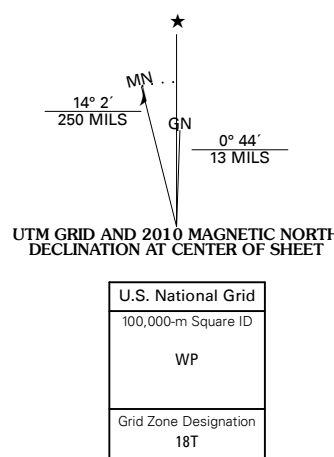 ★
MN
GN
14° 2´
250 MILS
0° 44´
13 MILS
UTM GRID AND 2010 MAGNETIC NORTH
DECLINATION AT CENTER OF SHEET
U.S. National Grid
100,000-m Square ID
WP
Grid Zone Designation
18T